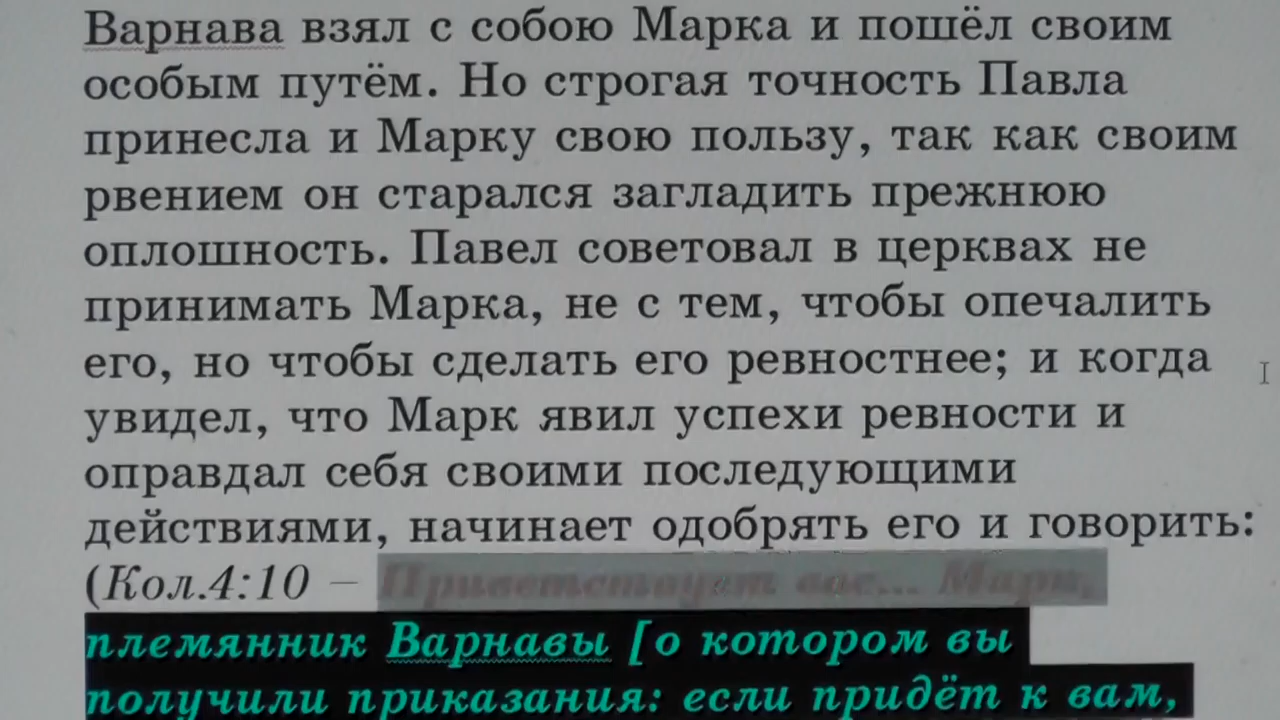 Варнава взял с собою Марка и пошёл своим
особым путём. Но строгая точность Павла
принесла и Марку свою пользу, так как своим
рвением он старался загладить прежнюю
оплошность. Павел советовал в церквах не
принимать Марка, не с тем, чтобы опечалить
его, но чтобы сделать его ревностнее; и когда
увидел, что Марк явил успехи ревности и
оправдал себя своими последующими
действиями, начинает одобрять его и говорить:
(Кол.4:10 – Приветствует вас... Марк,
племянник Варнавы [о котором вы
получили приказания: если придёт к вам,